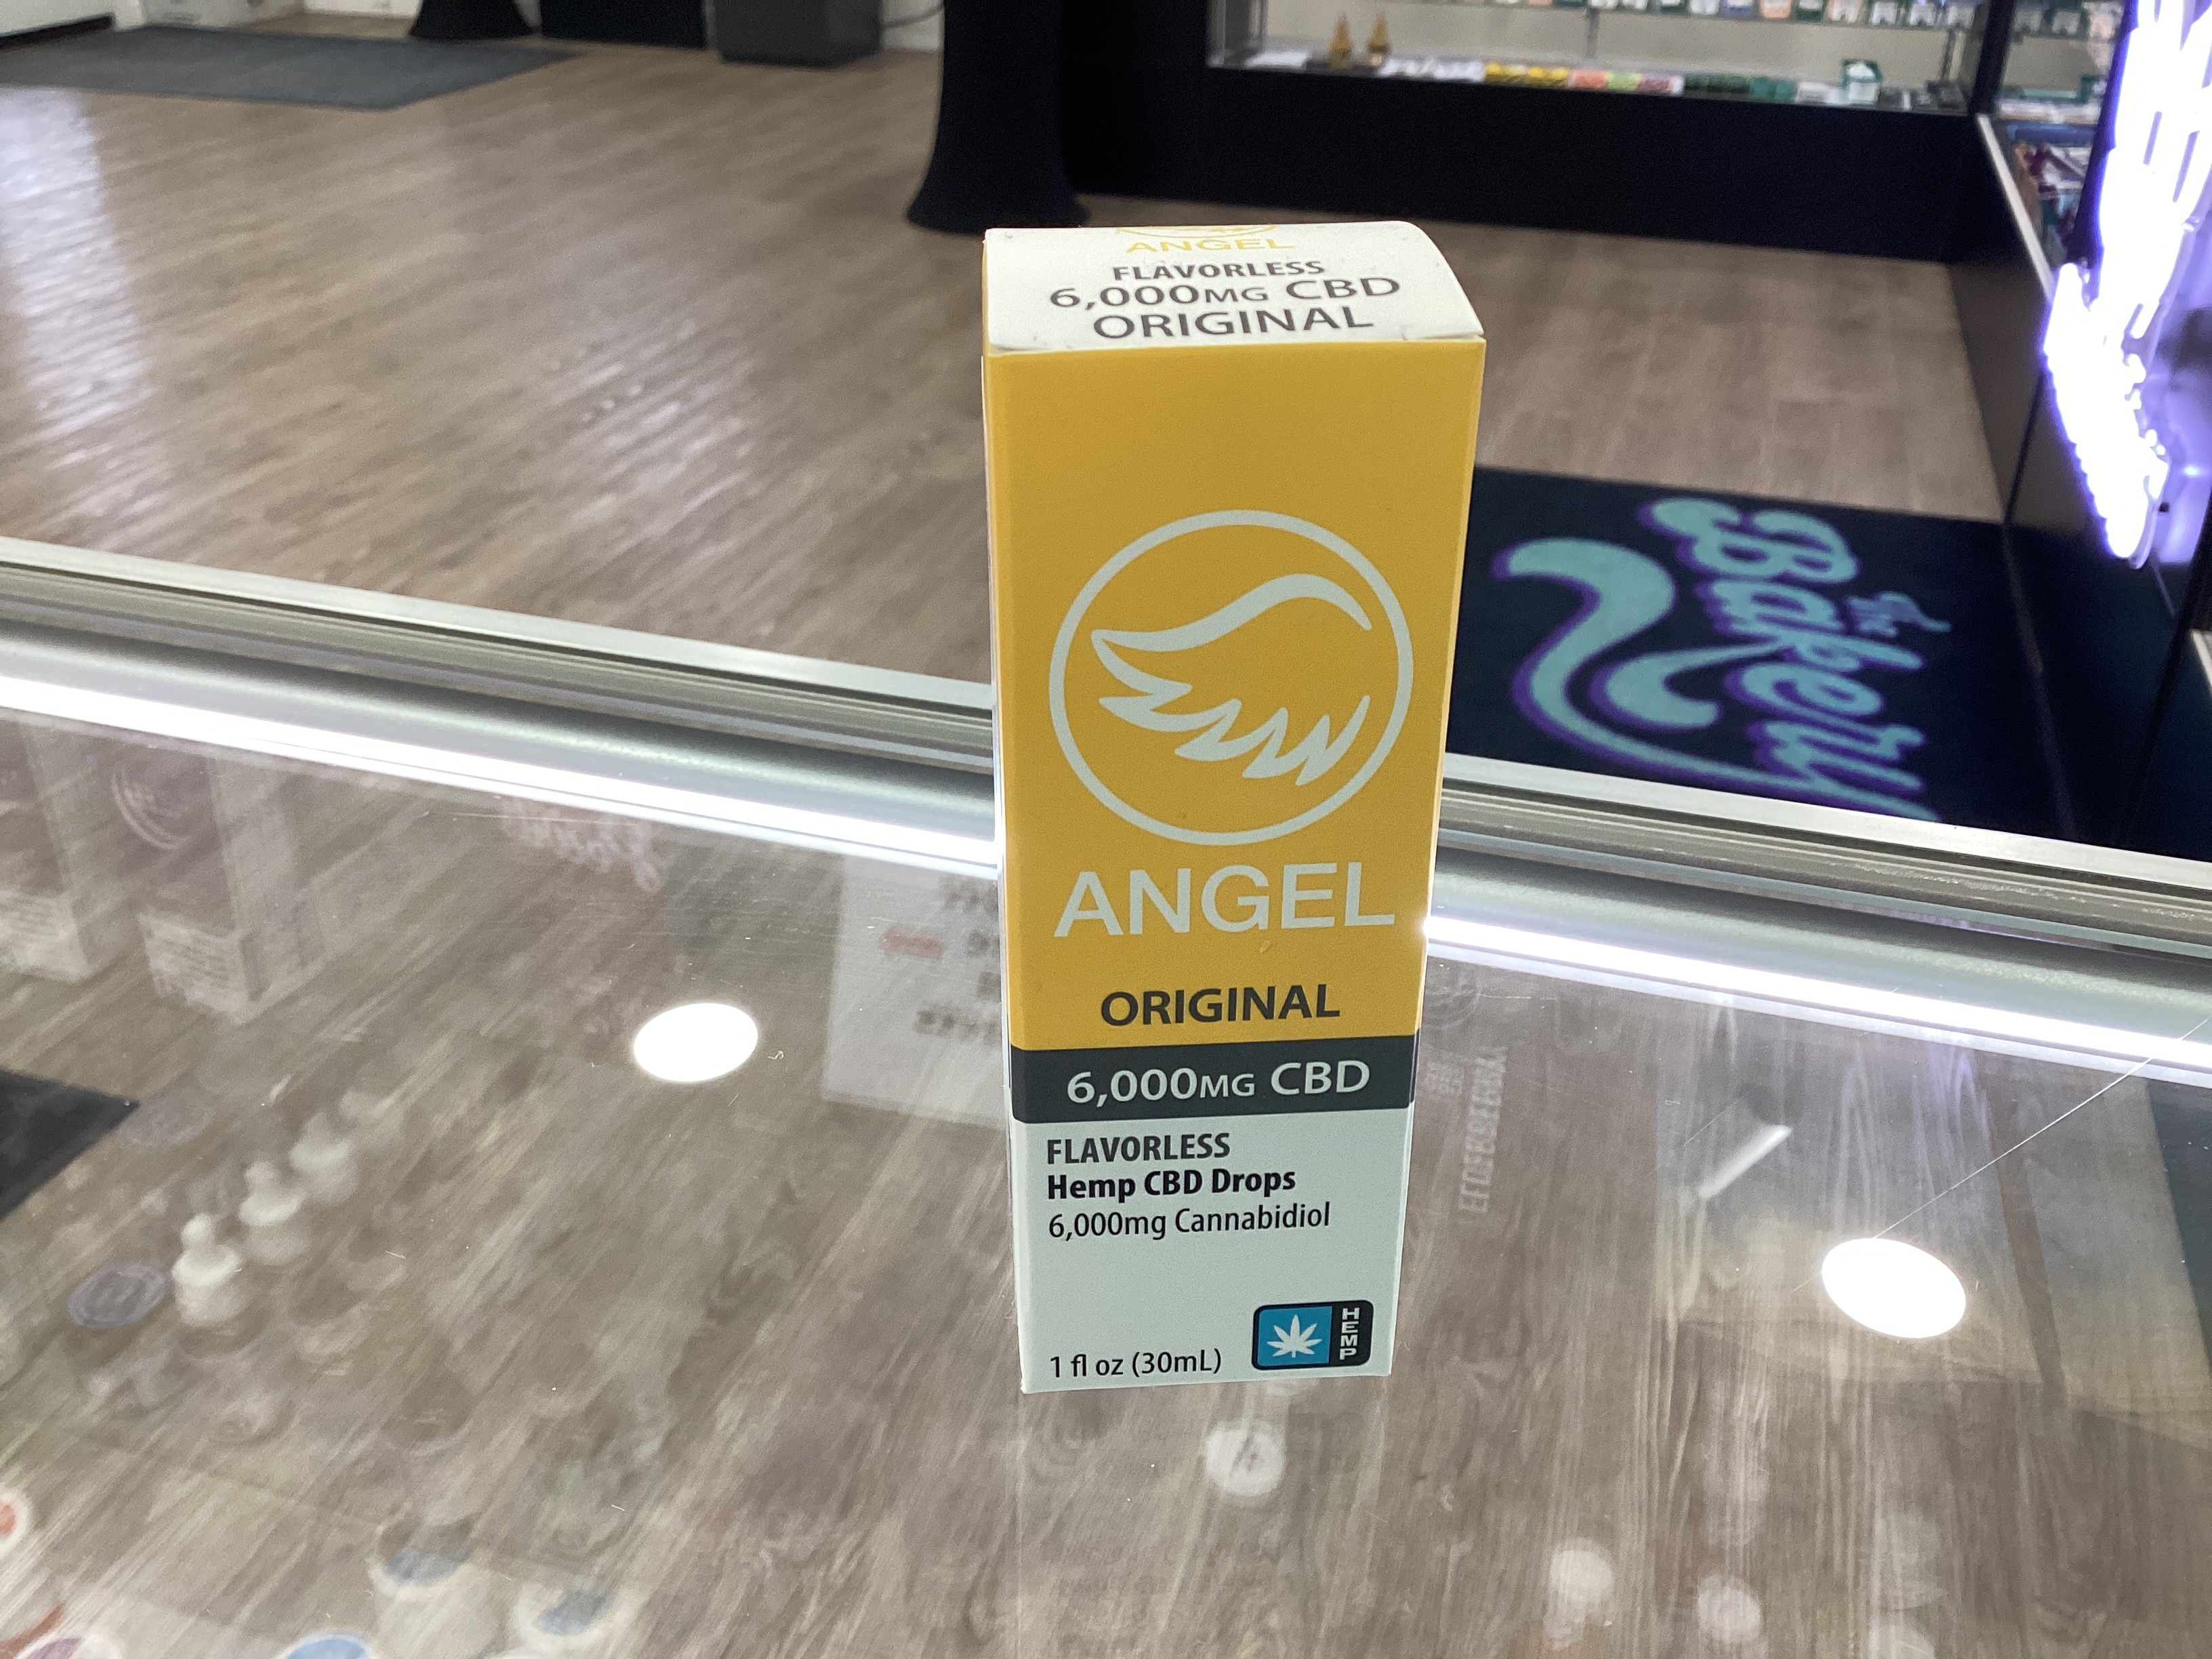 ANGEL
FLAVORLESS
6,000MG CBD
ORIGINAL
ANGEL
ORIGINAL
6,000MG CBD
FLAVORLESS
Hemp CBD Drops
6,000mg Cannabidiol
1 fl oz (30mL)
HEMP
The
Bakery